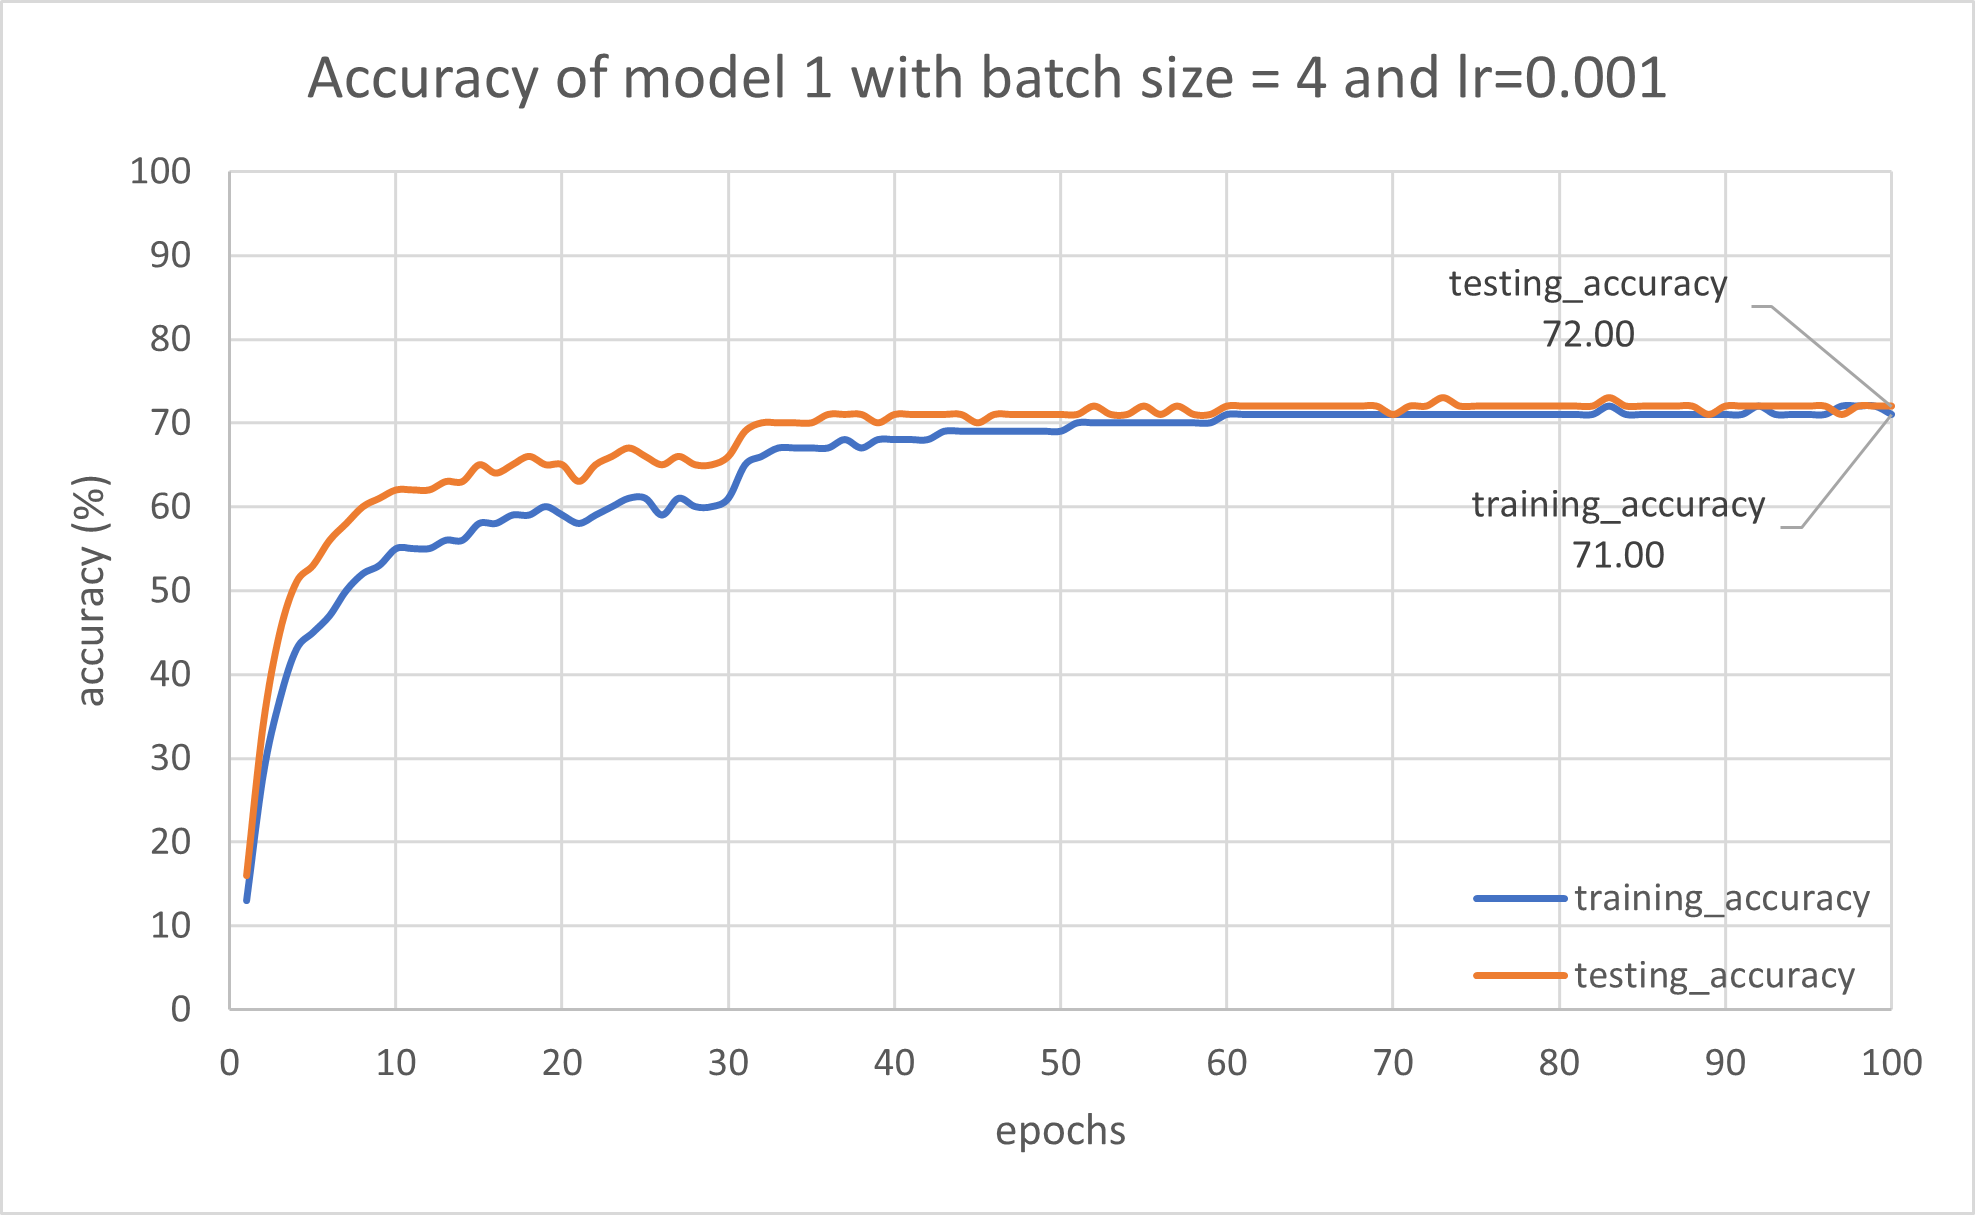 Accuracy of model 1 with batch size = 4 and lr=0.001
100
90
80
70
60
50
40
30
20
10
0
accuracy (%)
testing_accuracy
72.00
training_accuracy
71.00
training_accuracy
testing_accuracy
0 10 20 30 40 50 60 70 80 90 100
epochs